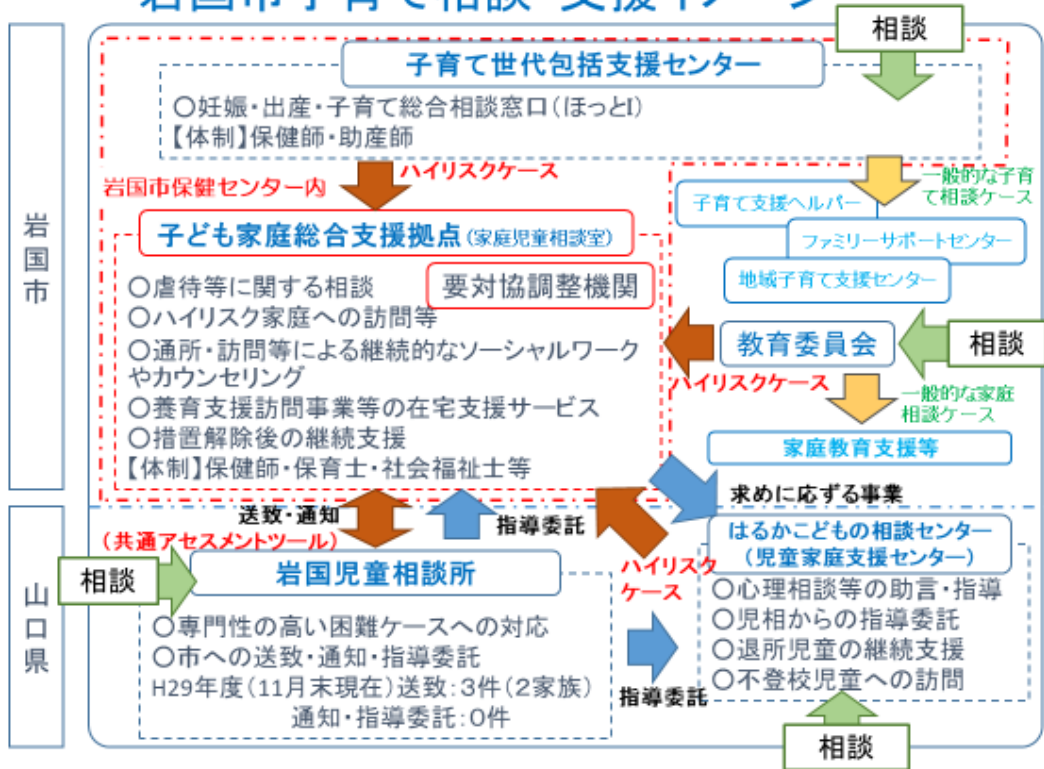 岩国市子育て相談・支援イメージ
相談
子育て世代包括支援センター
○妊娠・出産・子育て総合相談窓口(ほっとI)
【体制】保健師・助産師
岩国市
ハイリスクケース
岩国市保健センター内
一般的な子育
て相談ケース
子育て支援ヘルパー
ファミリーサポートセンター
地域子育て支援センター
子ども家庭総合支援拠点(家庭児童相談室)
要対協調整機関
○虐待等に関する相談
○ハイリスク家庭への訪問等
○通所・訪問等による継続的なソーシャルワーク
やカウンセリング
○養育支援訪問事業等の在宅支援サービス
○措置解除後の継続支援
【体制】保健師・保育士・社会福祉士等
教育委員会
相談
ハイリスクケース
一般的な家庭
相談ケース
家庭教育支援等
求めに応ずる事業
山口県
送致・通知
(共通アセスメントツール)
指導委託
相談
岩国児童相談所
○専門性の高い困難ケースへの対応
○市への送致・通知・指導委託
H29年度(11月末現在)送致:3件(2家族)
通知・指導委託:0件
ハイリスク
ケース
指導委託
はるかこどもの相談センター
(児童家庭支援センター)
○心理相談等の助言・指導
○児相からの指導委託
○退所児童の継続支援
○不登校児童への訪問
相談